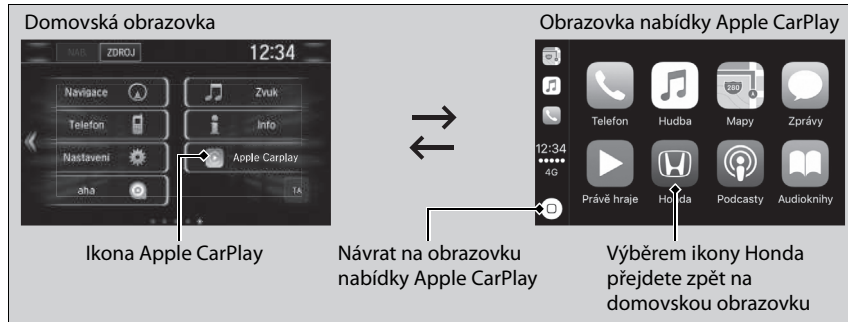 Domovská obrazovka
Obrazovka nabídky Apple CarPlay
ZDROJ
12:34
Navigace
Zvuk
Telefon
Info
Nastavení
Apple Carplay
aha
TA
280
Telefon
Hudba
Mapy
Zprávy
12:34
4G
Právě hraje
Honda
Podcasty
Audioknihy
Ikona Apple CarPlay
Návrat na obrazovku
nabídky Apple CarPlay
Výběrem ikony Honda
přejdete zpět na
domovskou obrazovku